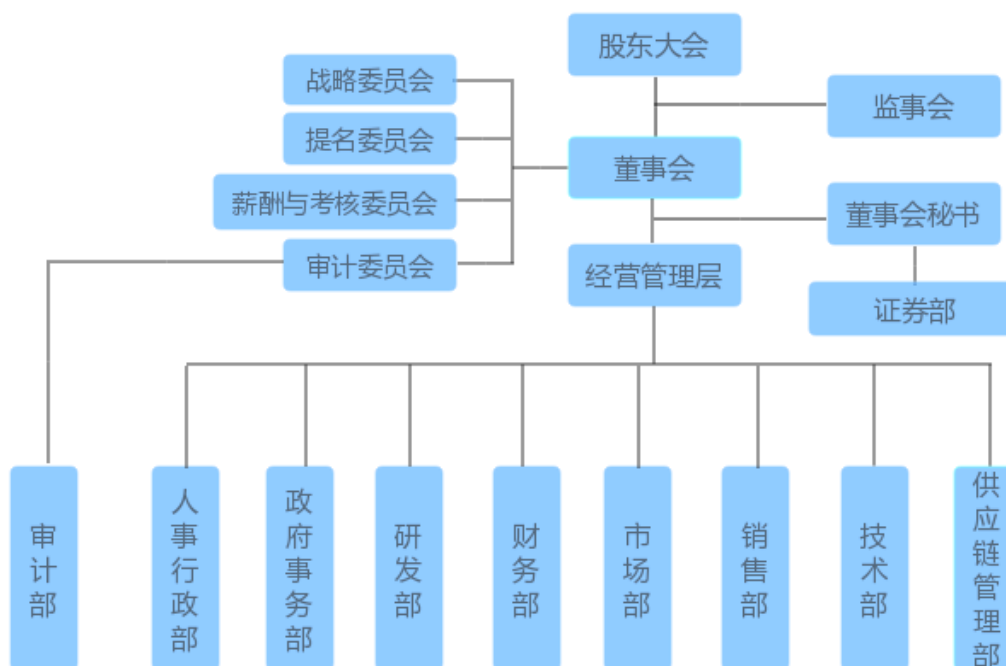 股东大会
战略委员会
监事会
提名委员会
董事会
薪酬与考核委员会
董事会秘书
审计委员会
经营管理层
证券部
审计部
人事行政部
政府事务部
研发部
财务部
市场部
销售部
技术部
供应链管理部